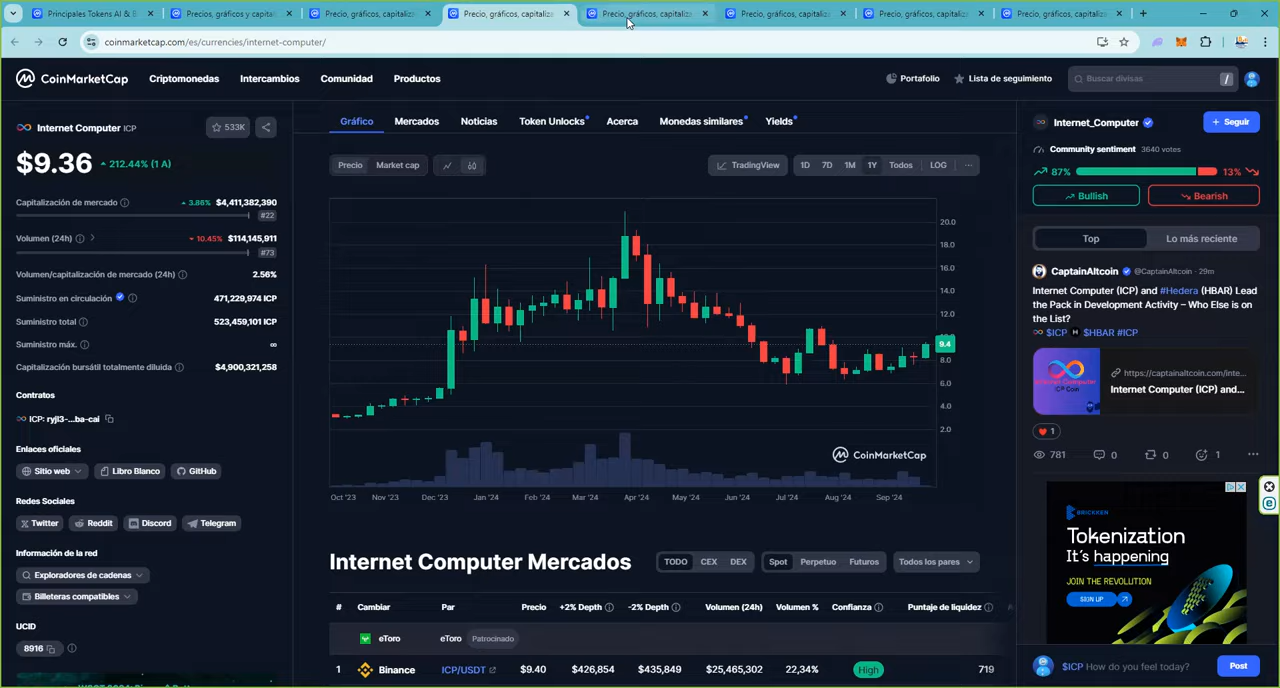 Principales Tokens AI & B
Precios, gráficos y capitali
Precio, gráficos, capitaliz
Precio, gráficos, capitaliza
Precio, gráficos, capitaliz
Precio, gráficos, capitaliz
Precio, gráficos, capitaliz
Precio, gráficos, capitaliz
coinmarketcap.com/es/currencies/internet-computer/
CoinMarketCap
Criptomonedas
Intercambios
Comunidad
Productos
Portafolio
Lista de seguimiento
Buscar divisas
/
Internet Computer ICP
533K
$9.36
212.44% (1 A)
Capitalización de mercado
3.86% $4,411,382,390
#22
Volumen (24h)
10.45% $114,145,911
#73
Volumen/capitalización de mercado (24h)
2.56%
Suministro en circulación
471,229,974 ICP
Suministro total
523,459,101 ICP
Suministro máx.
∞
Capitalización bursátil totalmente diluida
$4,900,321,258
Contratos
ICP: ryjl3-...ba-cai
Enlaces oficiales
Sitio web
Libro Blanco
GitHub
Redes Sociales
Twitter
Reddit
Discord
Telegram
Información de la red
Exploradores de cadenas
Billeteras compatibles
UCID
8916
Gráfico
Mercados
Noticias
Token Unlocks
Acerca
Monedas similares
Yields
Precio
Market cap
TradingView
1D
7D
1M
1Y
Todos
LOG
20.0
18.0
16.0
14.0
12.0
9.4
8.0
6.0
4.0
2.0
CoinMarketCap
Oct '23
Nov '23
Dec '23
Jan '24
Feb '24
Mar '24
Apr '24
May '24
Jun '24
Jul '24
Aug '24
Sep '24
Internet Computer Mercados
TODO
CEX
DEX
Spot
Perpetuo
Futuros
Todos los pares
#
Cambiar
Par
Precio
+2% Depth
-2% Depth
Volumen (24h)
Volumen %
Confianza
Puntaje de liquidez
eToro
eToro
Patrocinado
1
Binance
ICP/USDT
$9.40
$426,854
$435,849
$25,465,302
22,34%
High
719
Internet_Computer
+ Seguir
Community sentiment 3640 votes
87%
13%
Bullish
Bearish
Top
Lo más reciente
CaptainAltcoin @CaptainAltcoin · 29m
Internet Computer (ICP) and #Hedera (HBAR) Lead
the Pack in Development Activity – Who Else is on
the List?
$ICP $HBAR #ICP
https://captainaltcoin.com/inte...
Internet Computer (ICP) and...
1
781
0
0
1
BRICKKEN
Tokenization
It's happening
JOIN THE REVOLUTION
SIGN UP
$ICP How do you feel today?
Post